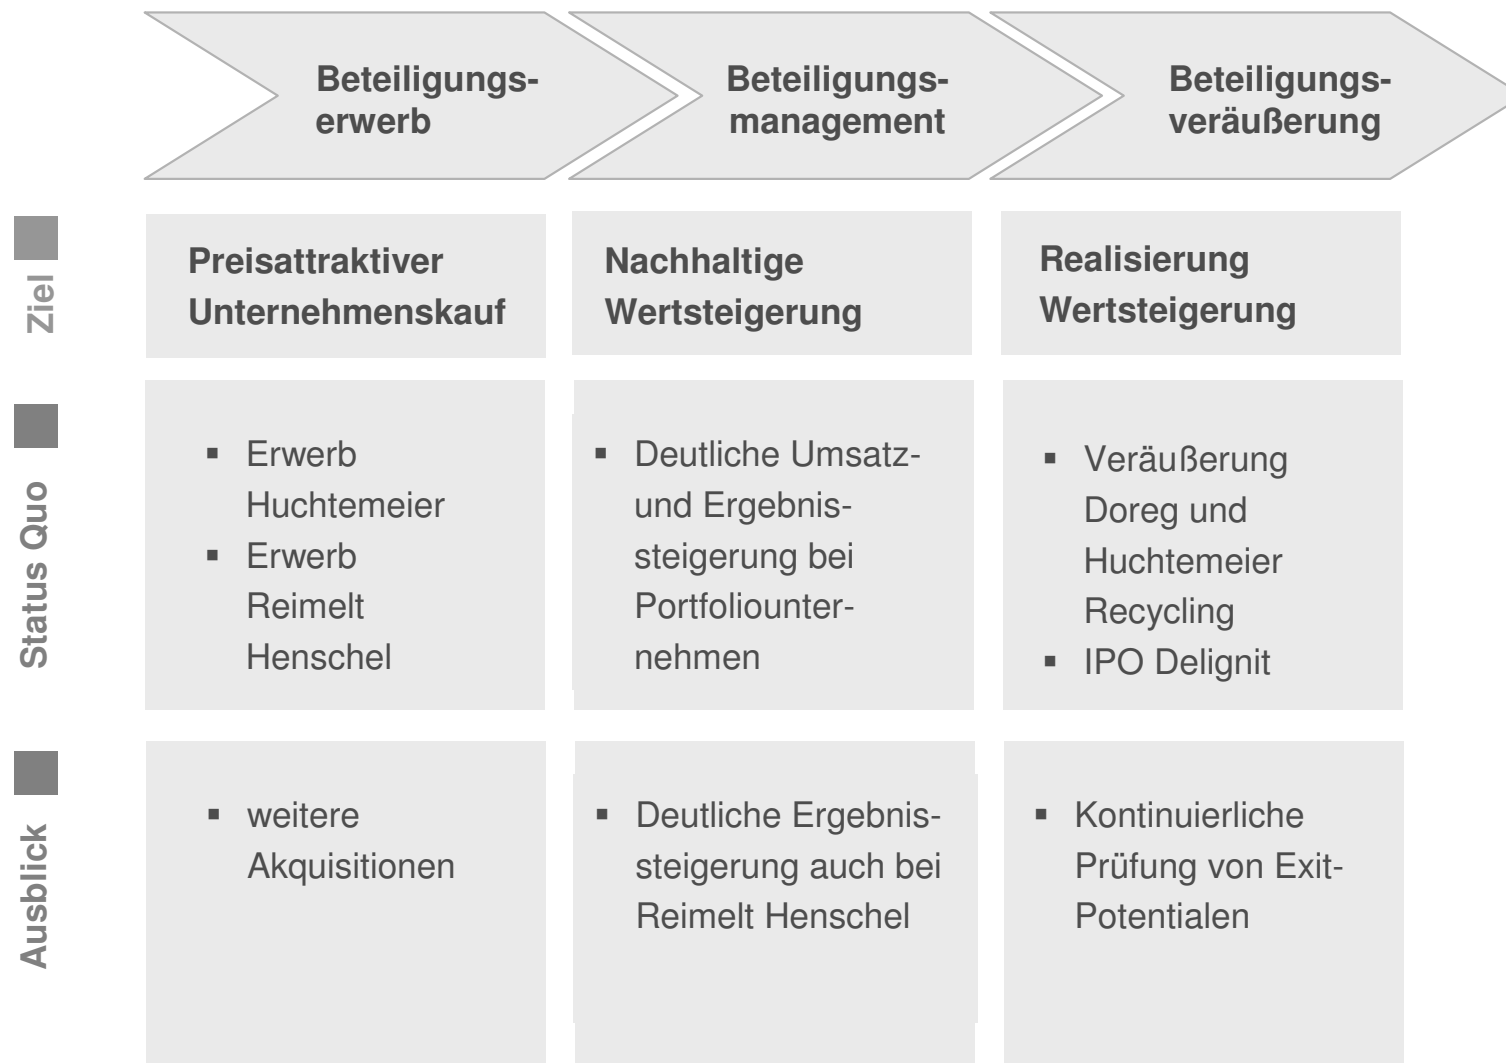 Beteiligungs-
erwerb
Beteiligungs-
management
Beteiligungs-
veräußerung
Ziel
Preisattraktiver
Unternehmenskauf
Nachhaltige
Wertsteigerung
Realisierung
Wertsteigerung
Status Quo
▪ Erwerb
Huchtemeier
▪ Erwerb
Reimelt
Henschel
▪ Deutliche Umsatz-
und Ergebnis-
steigerung bei
Portfoliounter-
nehmen
▪ Veräußerung
Doreg und
Huchtemeier
Recycling
▪ IPO Delignit
Ausblick
▪ weitere
Akquisitionen
▪ Deutliche Ergebnis-
steigerung auch bei
Reimelt Henschel
▪ Kontinuierliche
Prüfung von Exit-
Potentialen